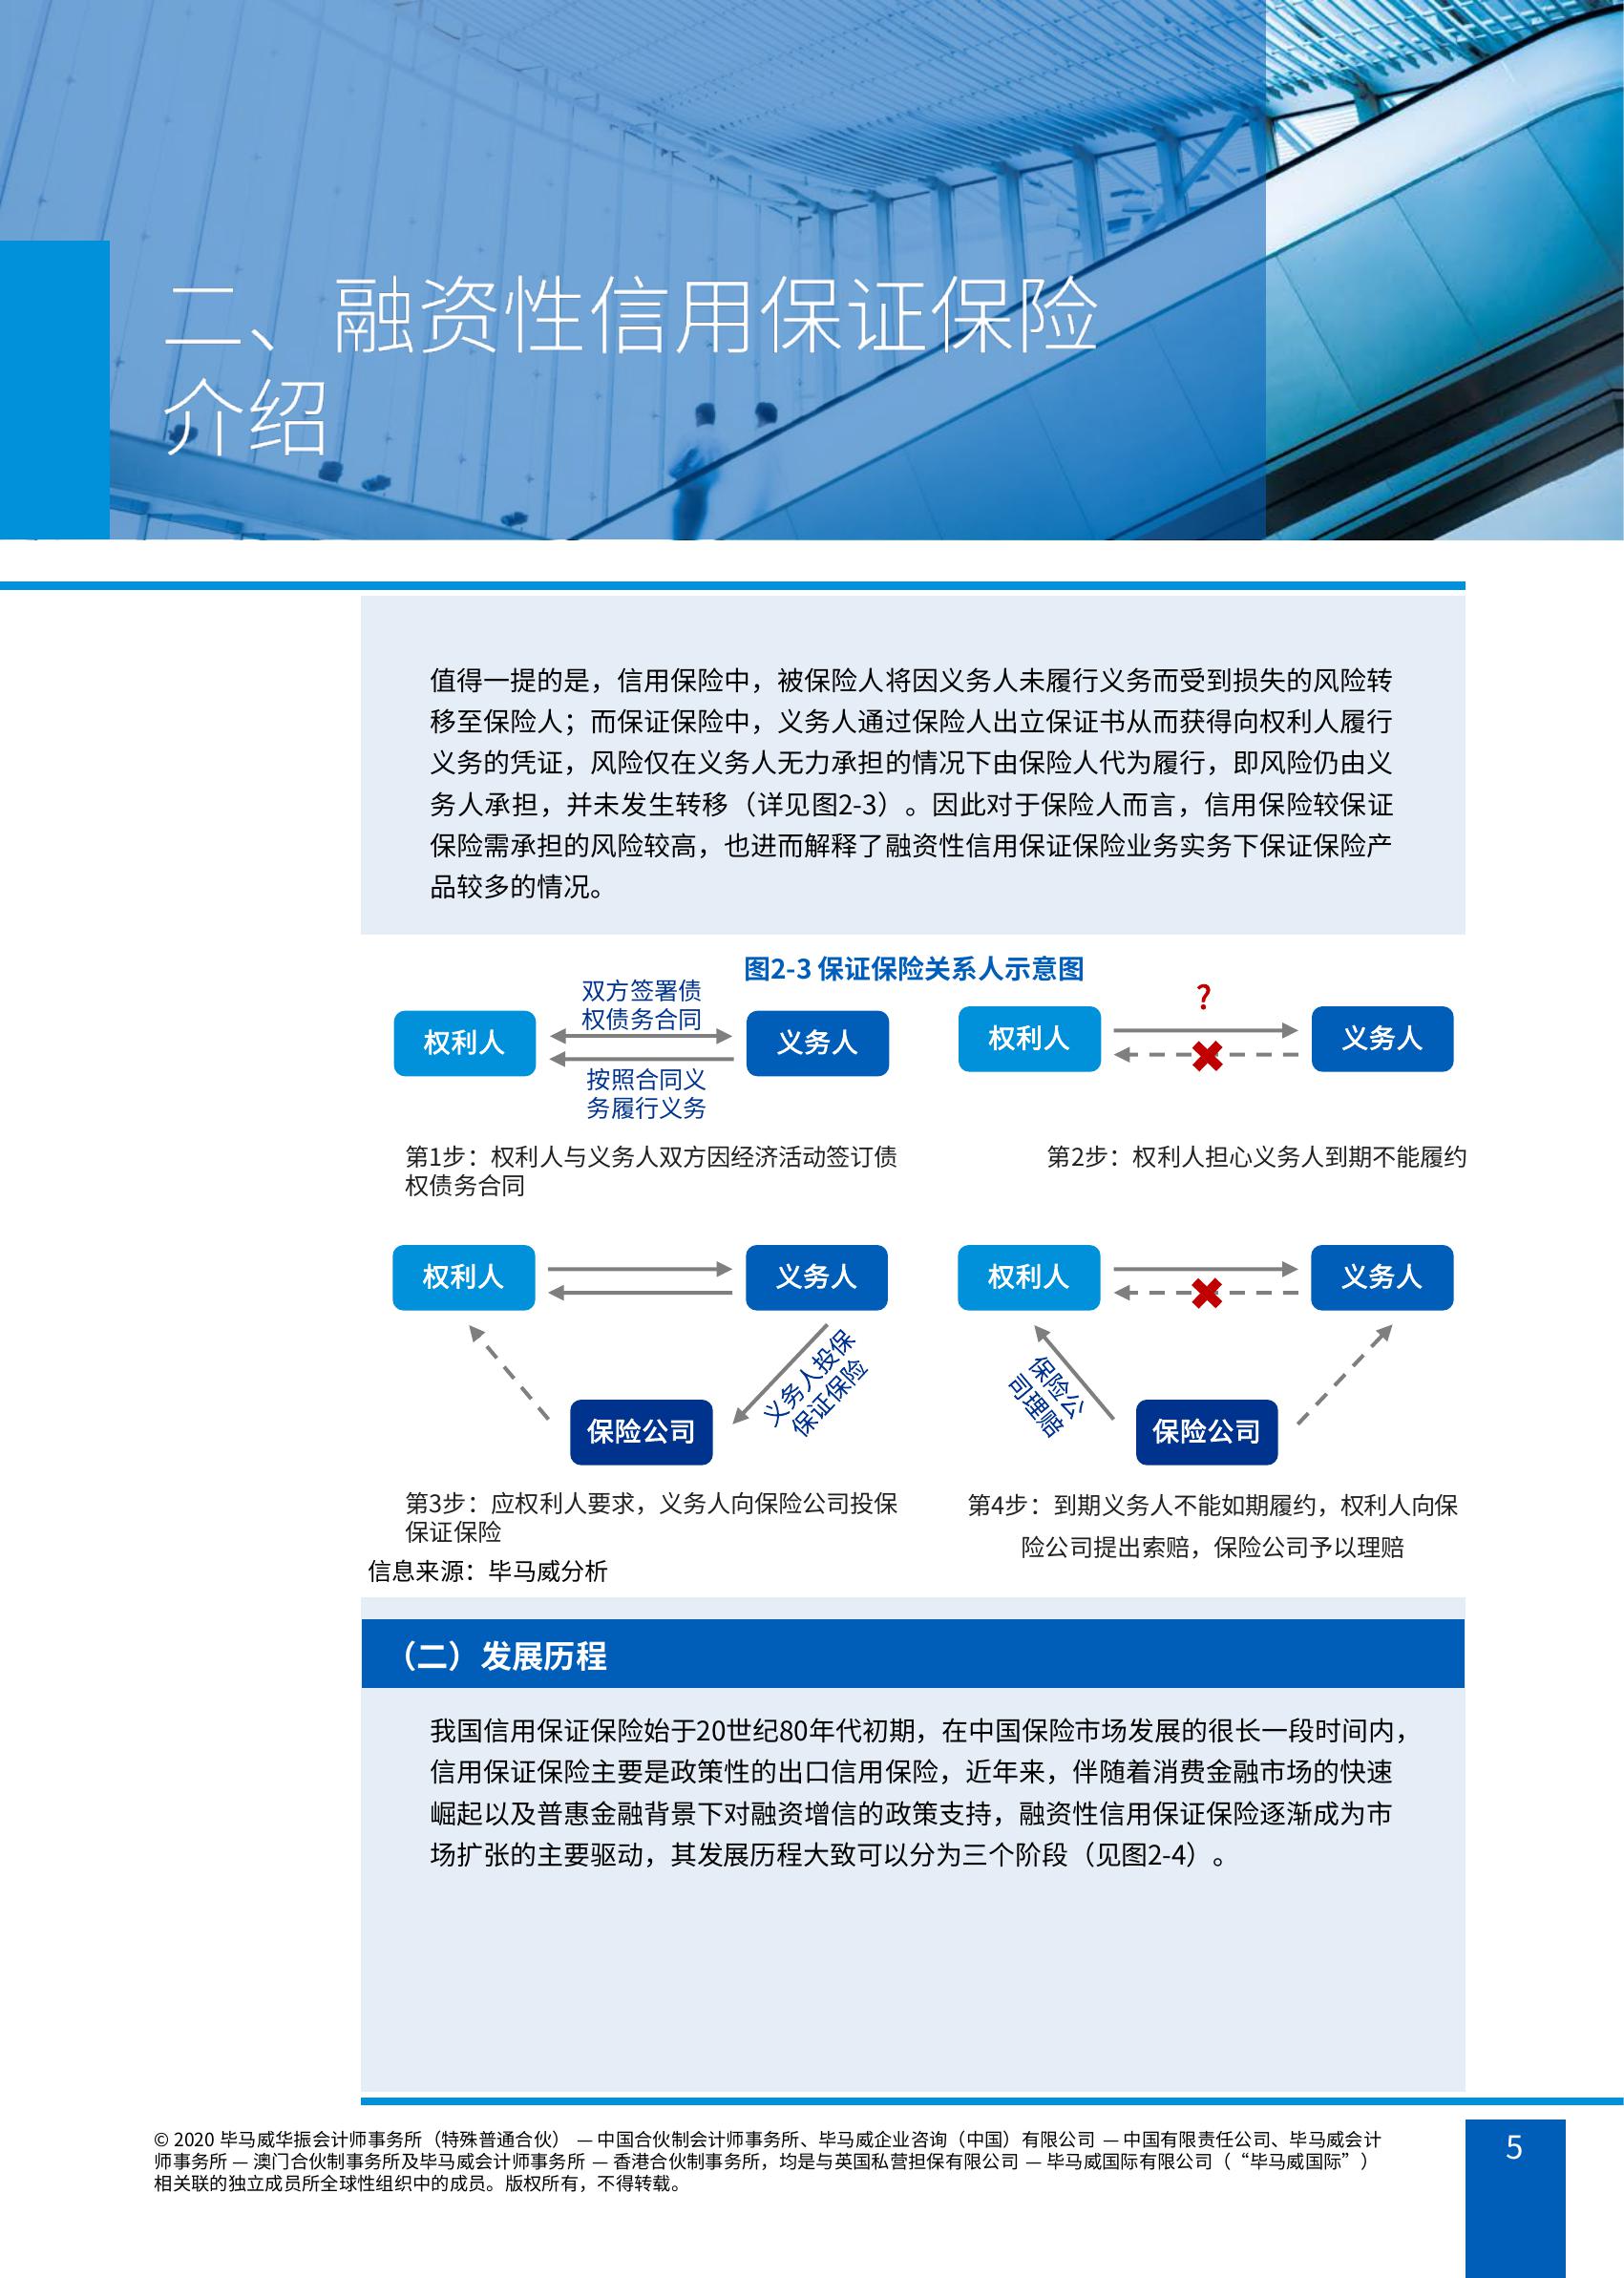 二、融资性信用保证保险
介绍
值得一提的是，信用保险中，被保险人将因义务人未履行义务而受到损失的风险转
移至保险人；而保证保险中，义务人通过保险人出立保证书从而获得向权利人履行
义务的凭证，风险仅在义务人无力承担的情况下由保险人代为履行，即风险仍由义
务人承担，并未发生转移（详见图2-3）。因此对于保险人而言，信用保险较保证
保险需承担的风险较高，也进而解释了融资性信用保证保险业务实务下保证保险产
品较多的情况。
图2-3 保证保险关系人示意图
双方签署债
权债务合同
权利人
义务人
按照合同义
务履行义务
第1步：权利人与义务人双方因经济活动签订债
权债务合同
?
权利人
义务人
第2步：权利人担心义务人到期不能履约
权利人
义务人
义务人投保
保证保险
保险公司
第3步：应权利人要求，义务人向保险公司投保
保证保险
权利人
义务人
保险公
司理赔
保险公司
第4步：到期义务人不能如期履约，权利人向保
险公司提出索赔，保险公司予以理赔
信息来源：毕马威分析
（二）发展历程
我国信用保证保险始于20世纪80年代初期，在中国保险市场发展的很长一段时间内，
信用保证保险主要是政策性的出口信用保险，近年来，伴随着消费金融市场的快速
崛起以及普惠金融背景下对融资增信的政策支持，融资性信用保证保险逐渐成为市
场扩张的主要驱动，其发展历程大致可以分为三个阶段（见图2-4）。
© 2020 毕马威华振会计师事务所（特殊普通合伙） — 中国合伙制会计师事务所、毕马威企业咨询（中国）有限公司 — 中国有限责任公司、毕马威会计
师事务所 — 澳门合伙制事务所及毕马威会计师事务所 — 香港合伙制事务所，均是与英国私营担保有限公司 — 毕马威国际有限公司（“毕马威国际”）
相关联的独立成员所全球性组织中的成员。版权所有，不得转载。
5